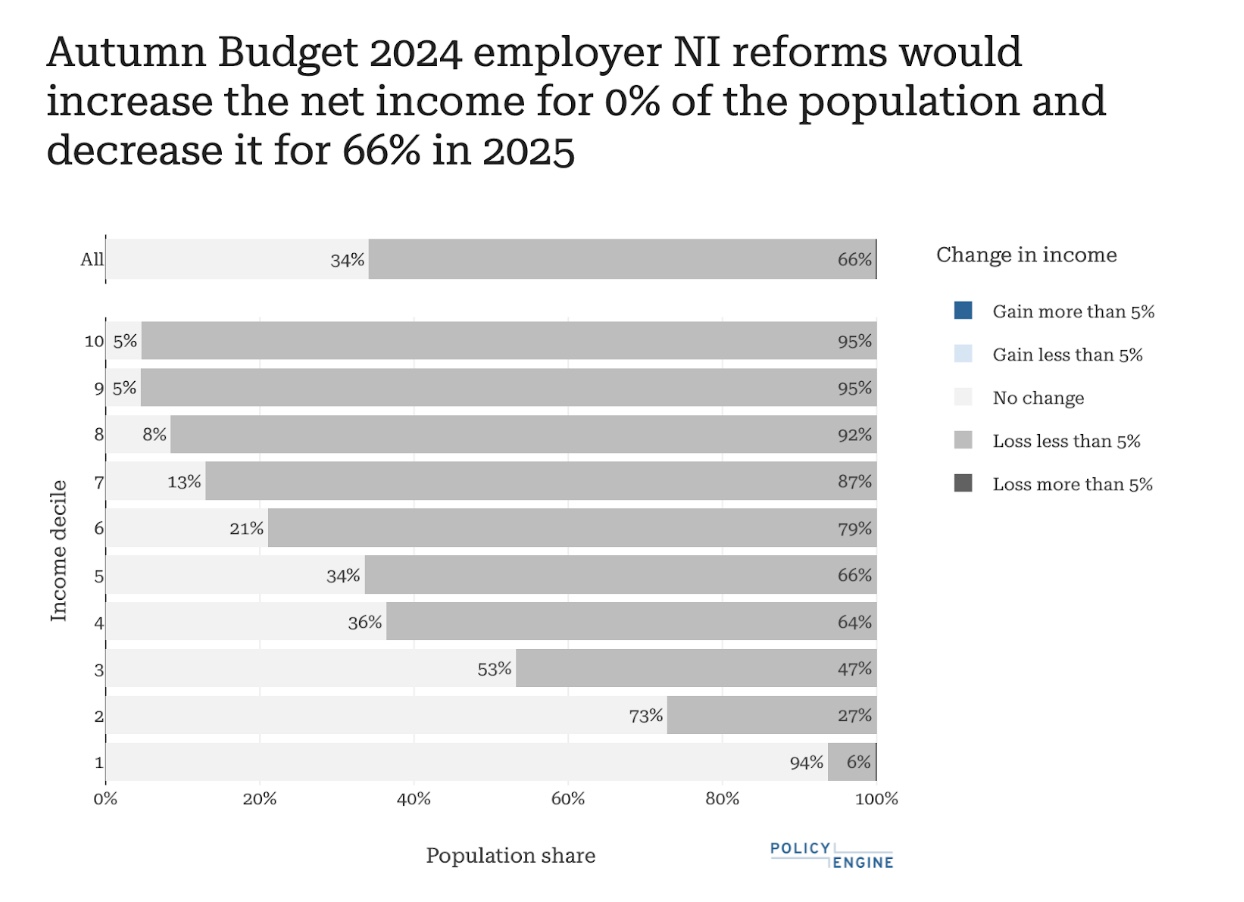 Autumn Budget 2024 employer NI reforms would
increase the net income for 0% of the population and
decrease it for 66% in 2025
All 34% 66%
10 5% 95%
9 5% 95%
8 8% 92%
7 13% 87%
6 21% 79%
5 34% 66%
4 36% 64%
3 53% 47%
2 73% 27%
1 94% 6%
0% 20% 40% 60% 80% 100%
Income decile
Population share
Change in income
Gain more than 5%
Gain less than 5%
No change
Loss less than 5%
Loss more than 5%
POLICY
ENGINE